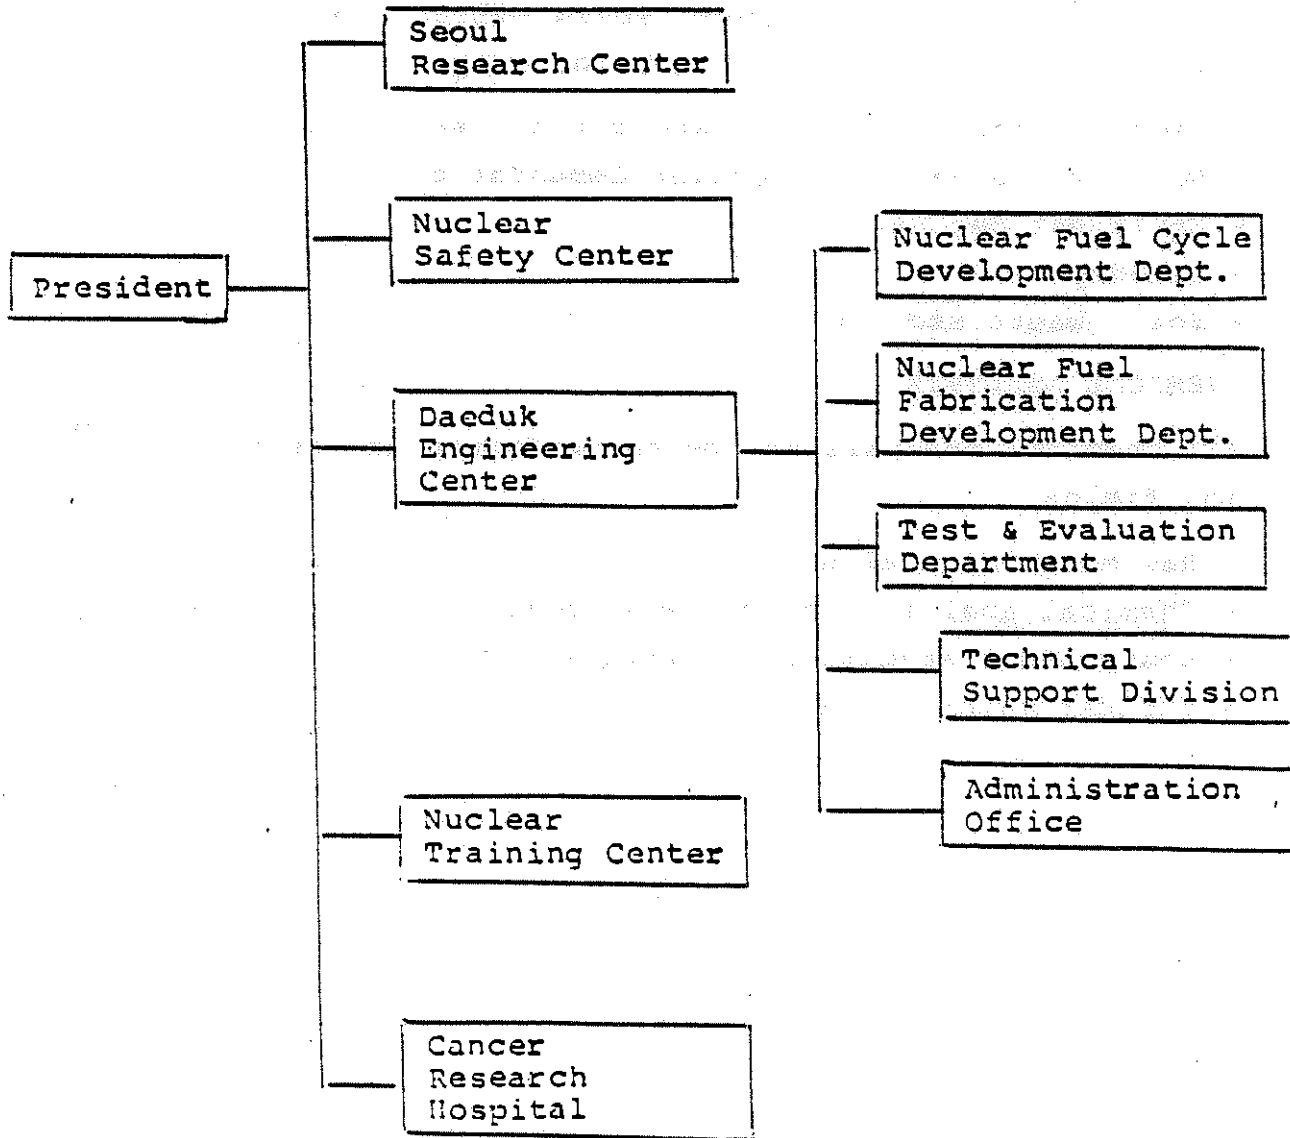 Seoul
Research Center
Nuclear
Safety Center
President
Daeduk
Engineering
Center
Nuclear
Training Center
Cancer
Research
Hospital
Nuclear Fuel Cycle
Development Dept.
Nuclear Fuel
Fabrication
Development Dept.
Test & Evaluation
Department
Technical
Support Division
Administration
Office